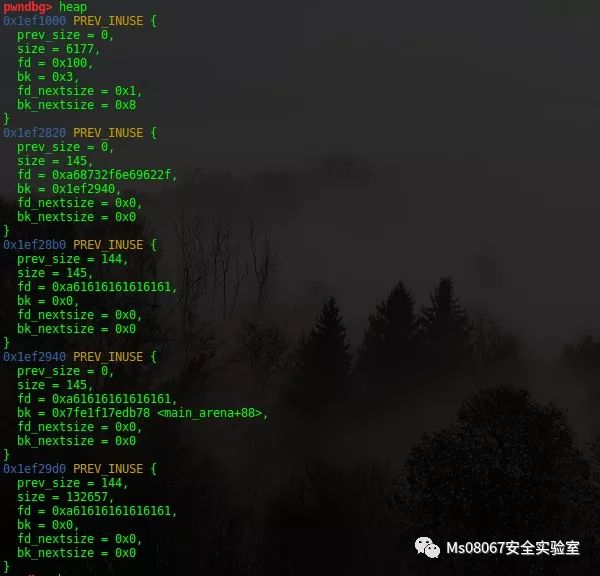 pwndbg> heap
0x1ef1000 PREV_INUSE {
  prev_size = 0,
  size = 6177,
  fd = 0x100,
  bk = 0x3,
  fd_nextsize = 0x1,
  bk_nextsize = 0x8
}
0x1ef2820 PREV_INUSE {
  prev_size = 0,
  size = 145,
  fd = 0xa68732f6e69622f,
  bk = 0x1ef2940,
  fd_nextsize = 0x0,
  bk_nextsize = 0x0
}
0x1ef28b0 PREV_INUSE {
  prev_size = 144,
  size = 145,
  fd = 0xa61616161616161,
  bk = 0x0,
  fd_nextsize = 0x0,
  bk_nextsize = 0x0
}
0x1ef2940 PREV_INUSE {
  prev_size = 0,
  size = 145,
  fd = 0xa61616161616161,
  bk = 0x7fe1f17edb78 <main_arena+88>,
  fd_nextsize = 0x0,
  bk_nextsize = 0x0
}
0x1ef29d0 PREV_INUSE {
  prev_size = 144,
  size = 132657,
  fd = 0xa61616161616161,
  bk = 0x0,
  fd_nextsize = 0x0,
  bk_nextsize = 0x0
}
Ms08067安全实验室